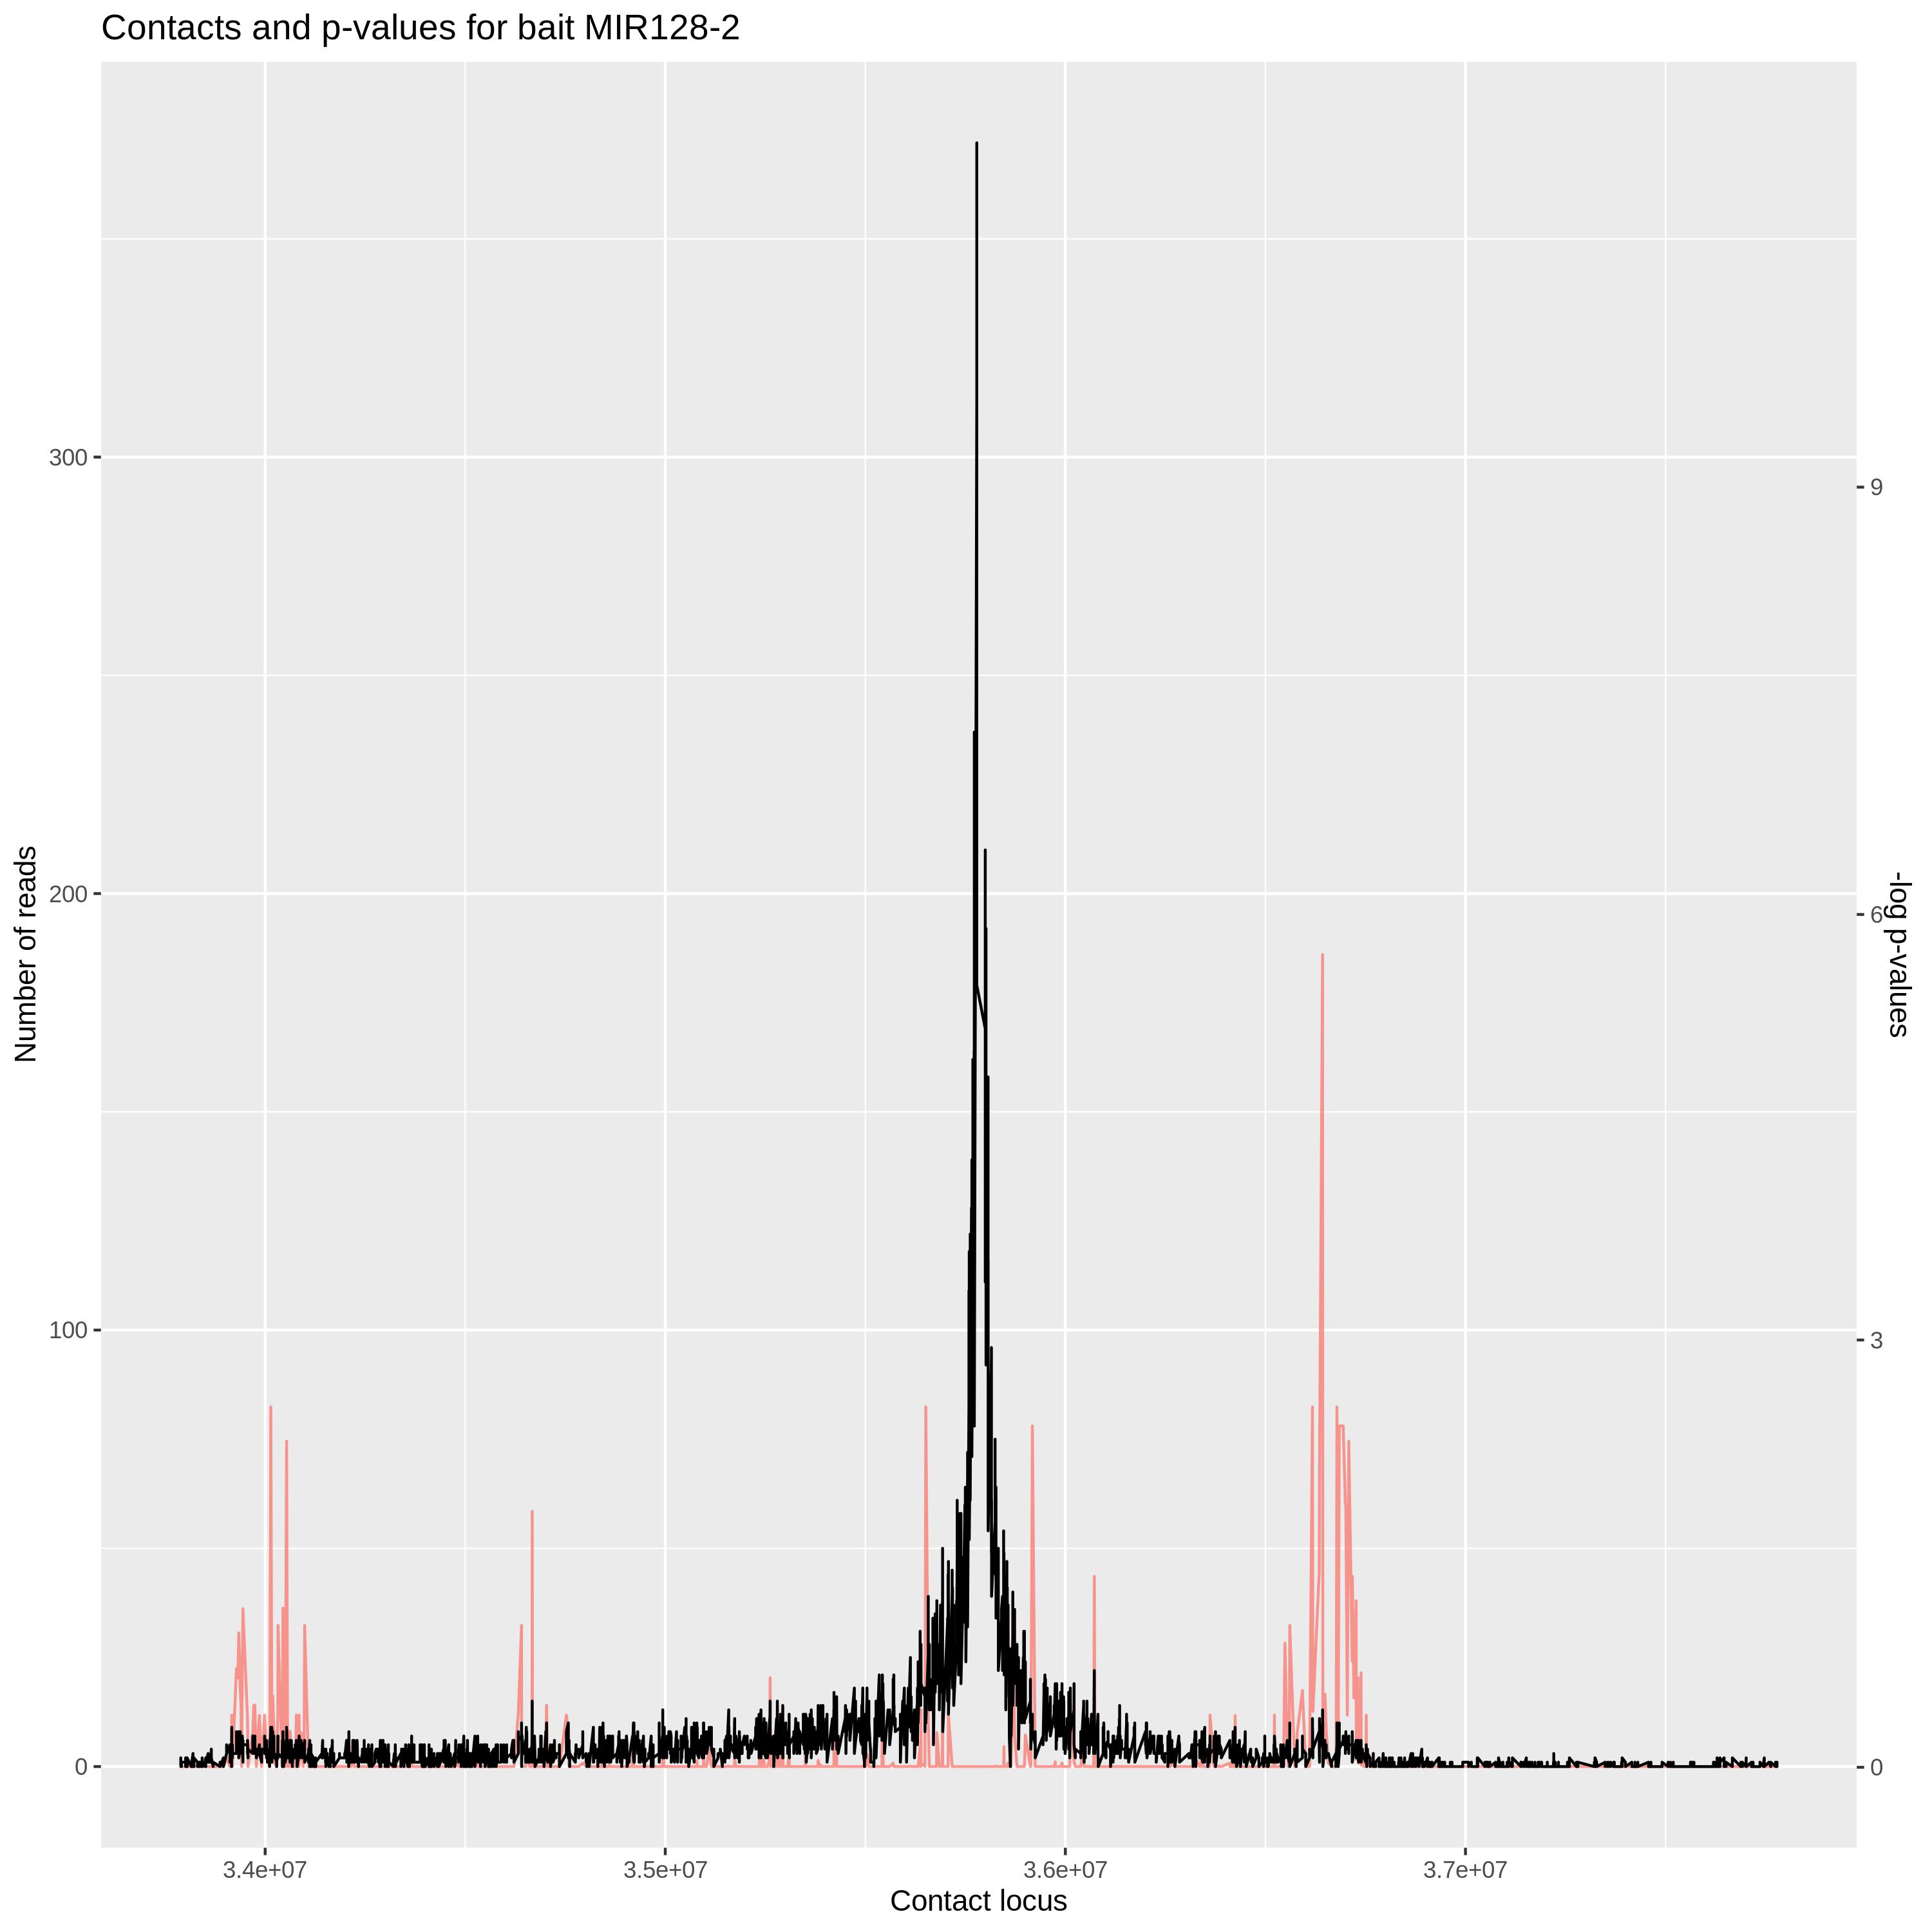 Contacts and p-values for bait MIR128-2
Number of reads
300
200
100
0
9
6
3
0
-log p-values
3.4e+07
3.5e+07
3.6e+07
3.7e+07
Contact locus